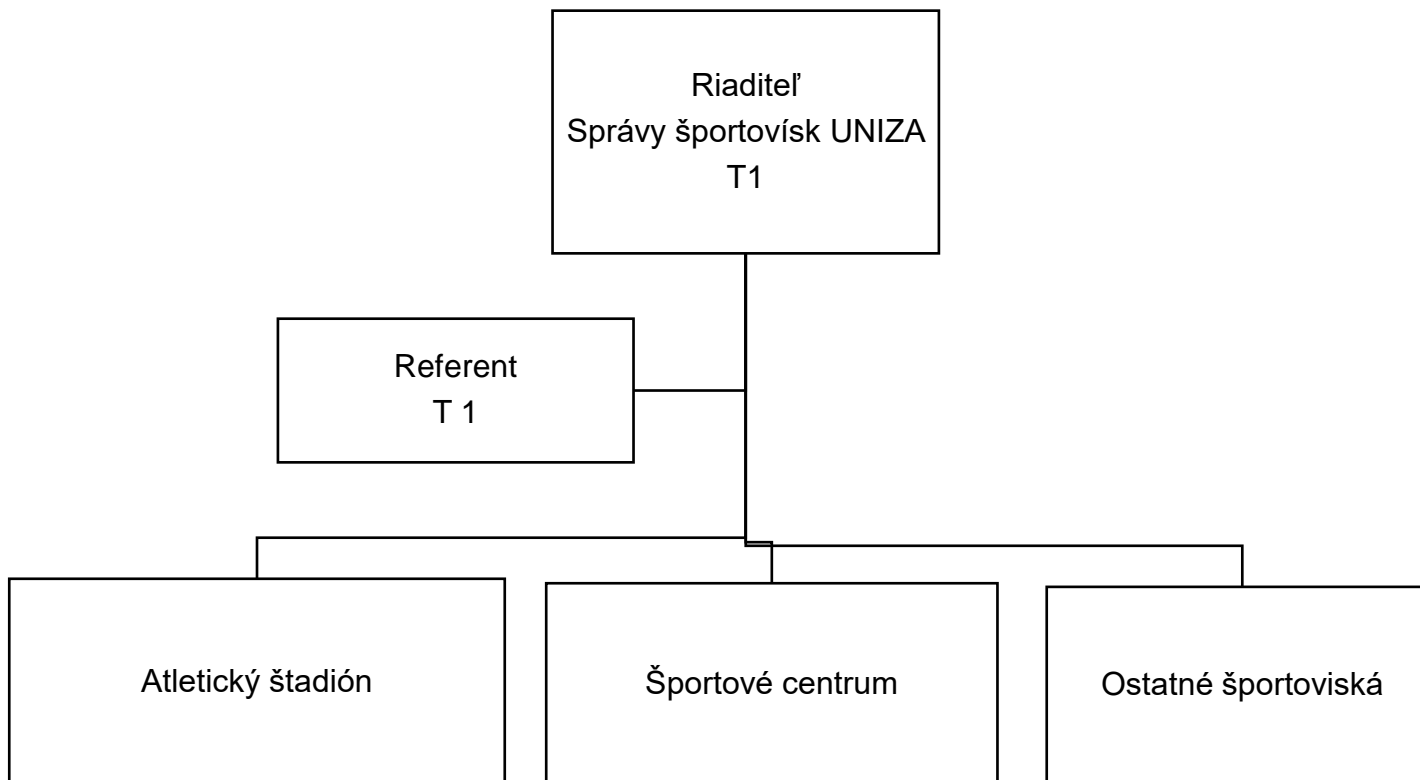 Riaditeľ
Správy športovísk UNIZA
T1
Referent
T 1
Atletický štadión
Športové centrum
Ostatné športoviská